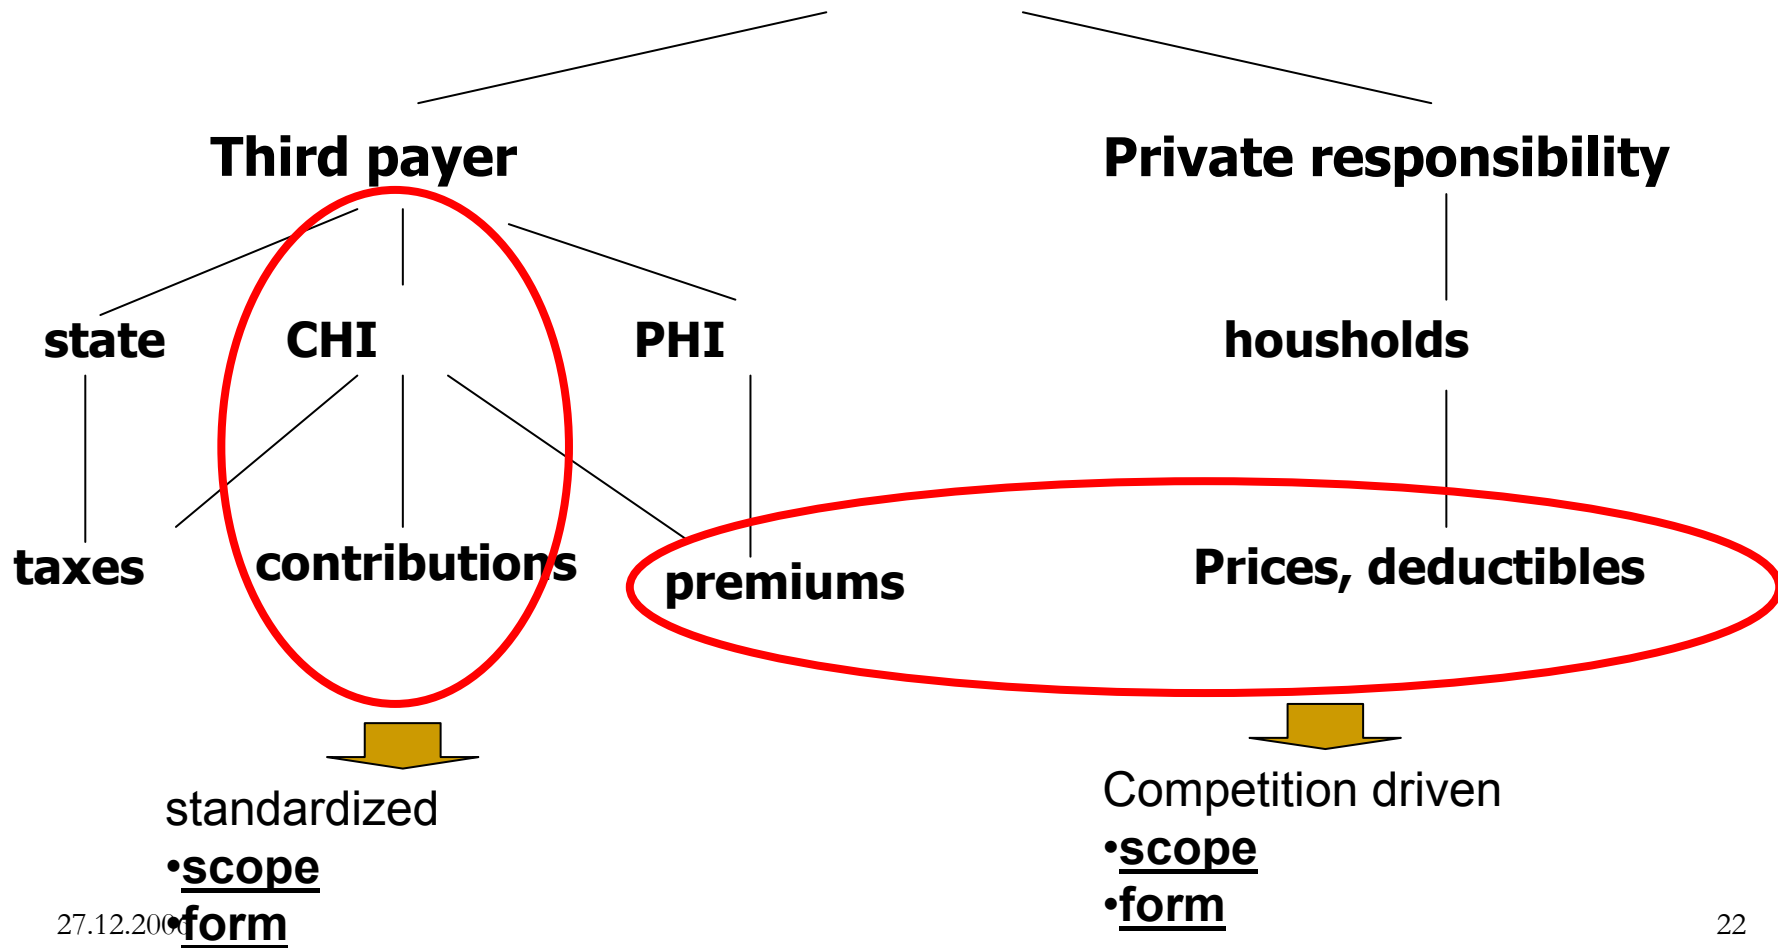 Third payer
Private responsibility
state
CHI
PHI
housholds
taxes
contributions
premiums
Prices, deductibles
standardized
•scope
•form
Competition driven
•scope
•form
22